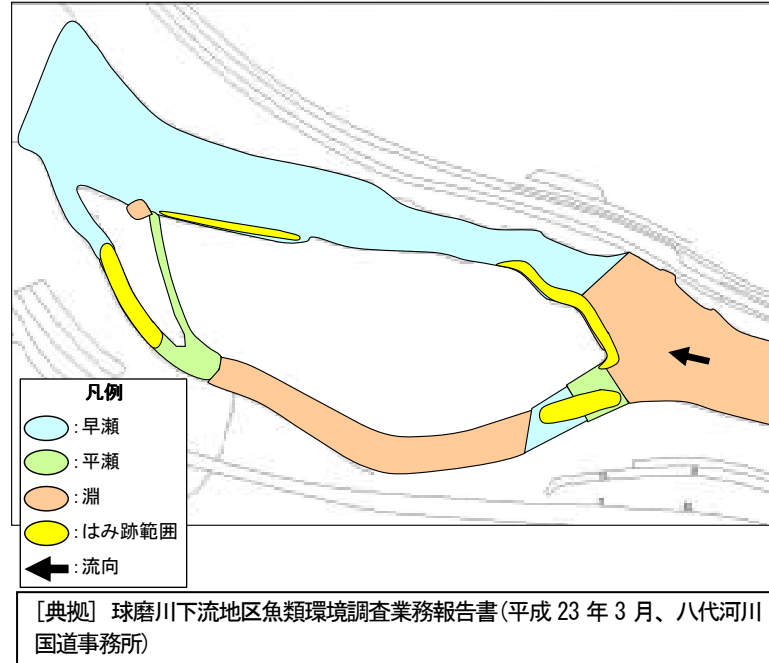 凡例
:早瀬
:平瀬
:淵
:はみ跡範囲
:流向
[典拠] 球磨川下流地区魚類環境調査業務報告書(平成 23 年 3 月、八代河川
国道事務所)